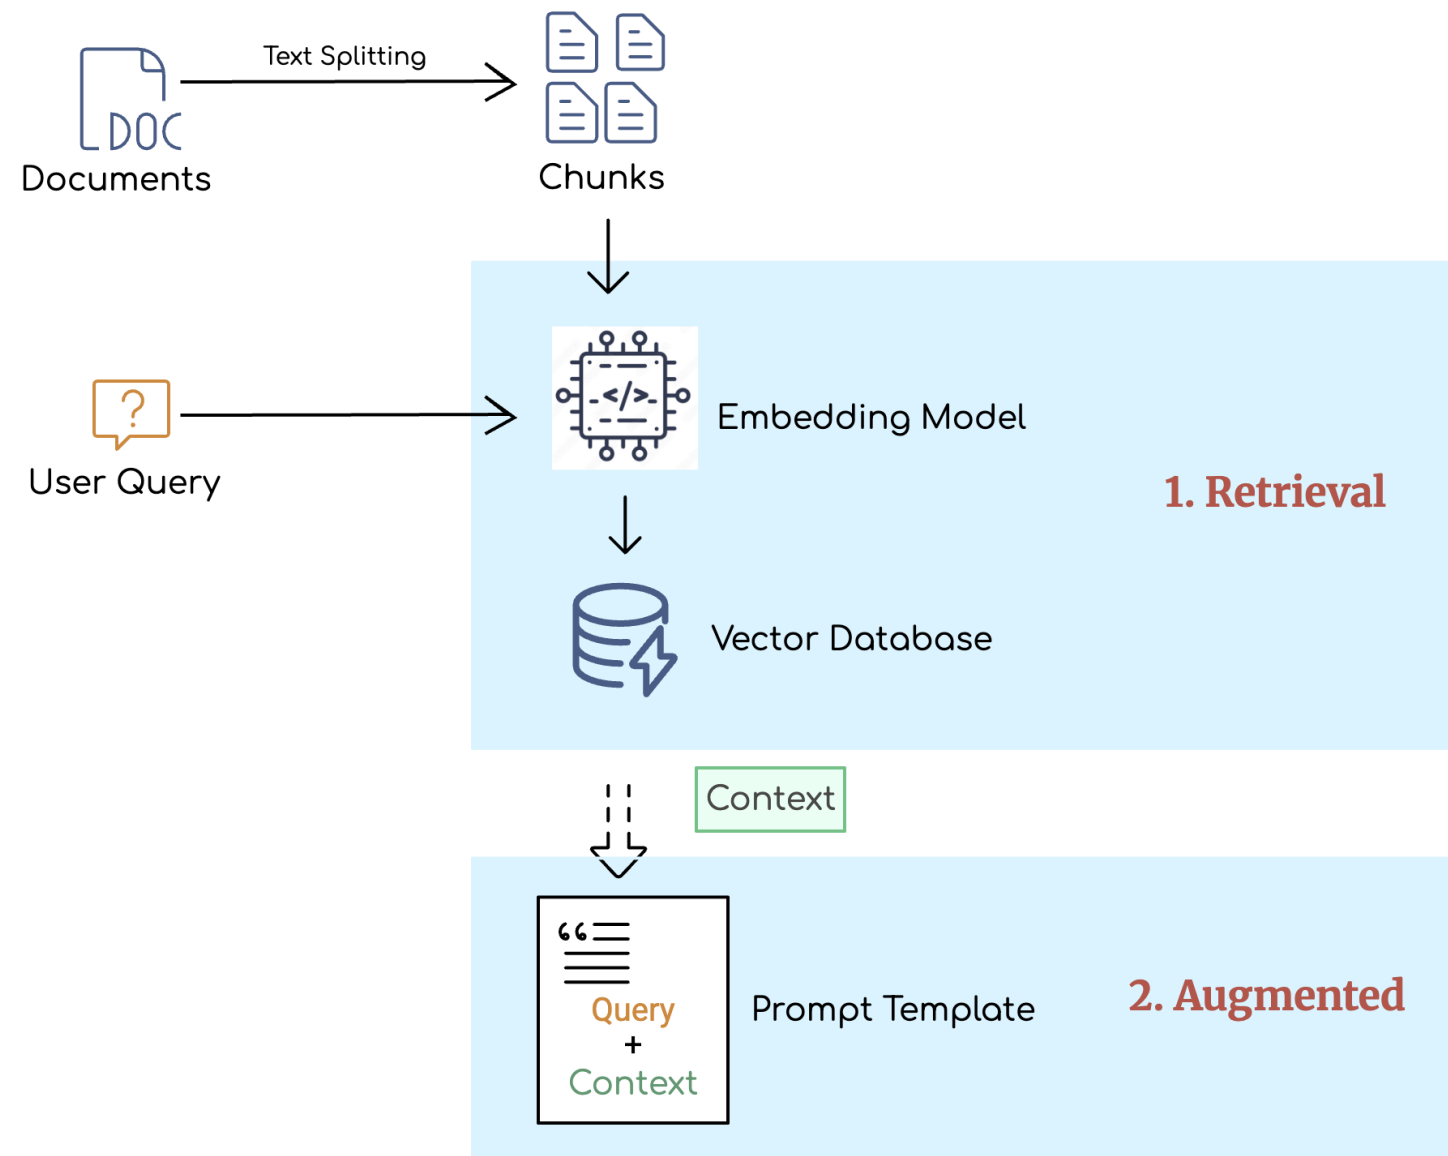 Text Splitting
DOC
Documents
Chunks
</>
?
Embedding Model
User Query
1. Retrieval
Vector Database
Context
“
Query
+
Context
Prompt Template
2. Augmented